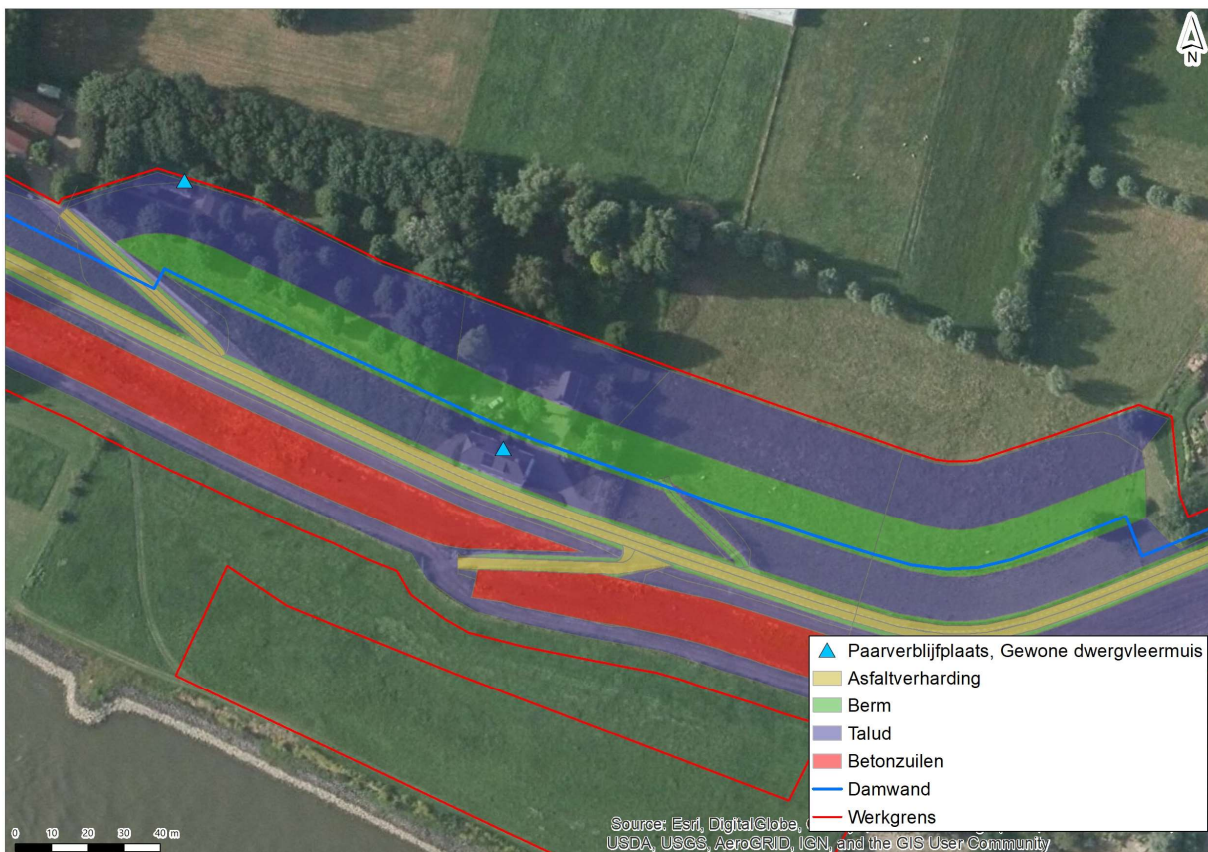 N
Paarverblijfplaats, Gewone dwergvleermuis
Asfaltverharding
Berm
Talud
Betonzuilen
Damwand
Werkgrens
0 10 20 30 40 m
Source: Esri, DigitalGlobe,
USDA, USGS, AeroGRID, IGN, and the GIS User Community